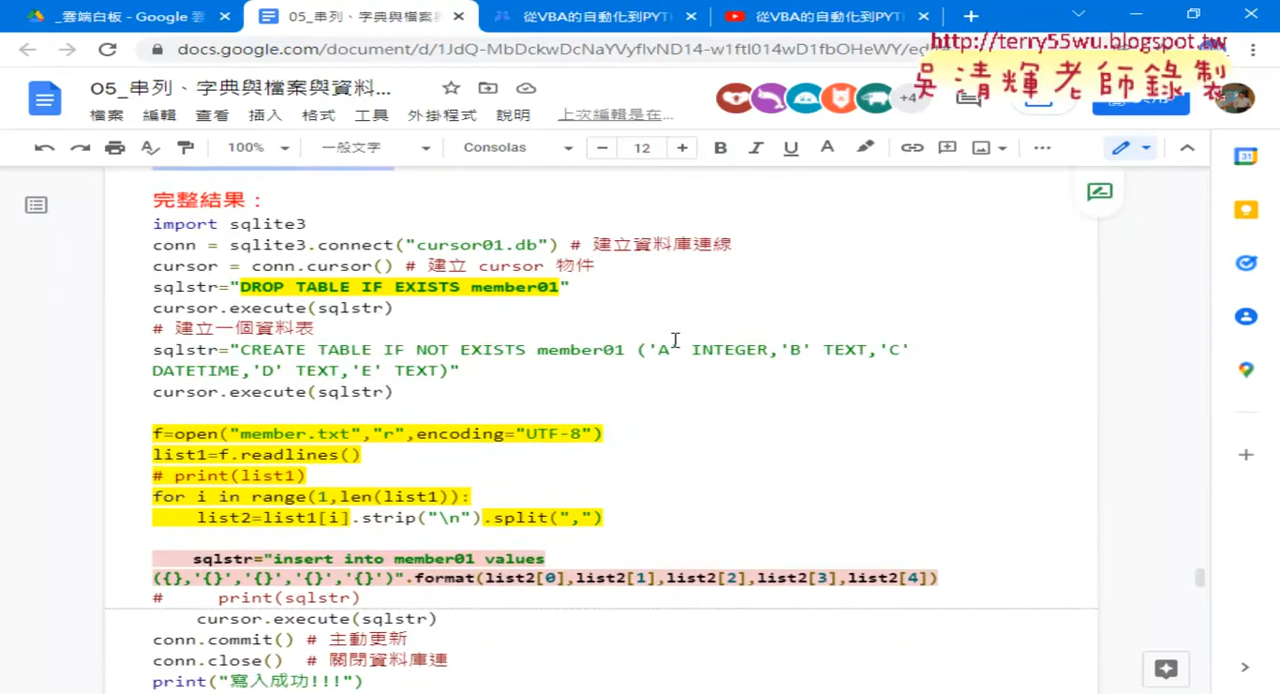 _雲端白板 - Google 雲
05_串列、字典與檔案與資料
從VBA的自動化到PYT
從VBA的自動化到PYT
docs.google.com/document/d/1JdQ-MbDckwDcNaYVyflvND14-w1ftI014wD1fbOHeWY/ed
http://terry55wu.blogspot.tw
吳清輝老師錄製
05_串列、字典與檔案與資料...
+4
檔案 編輯 查看 插入 格式 工具 外掛程式 說明 上次編輯是在...
100% 一般文字 Consolas 12 B I U A
完整結果：
import sqlite3
conn = sqlite3.connect("cursor01.db") # 建立資料庫連線
cursor = conn.cursor() # 建立 cursor 物件
sqlstr="DROP TABLE IF EXISTS member01"
cursor.execute(sqlstr)
# 建立一個資料表
sqlstr="CREATE TABLE IF NOT EXISTS member01 ('A' INTEGER,'B' TEXT,'C'
DATETIME,'D' TEXT,'E' TEXT)"
cursor.execute(sqlstr)
f=open("member.txt","r",encoding="UTF-8")
list1=f.readlines()
# print(list1)
for i in range(1,len(list1)):
list2=list1[i].strip("\n").split(",")
sqlstr="insert into member01 values
({},'{}','{}','{}','{}')".format(list2[0],list2[1],list2[2],list2[3],list2[4])
# print(sqlstr)
cursor.execute(sqlstr)
conn.commit() # 主動更新
conn.close() # 關閉資料庫連
print("寫入成功!!!")